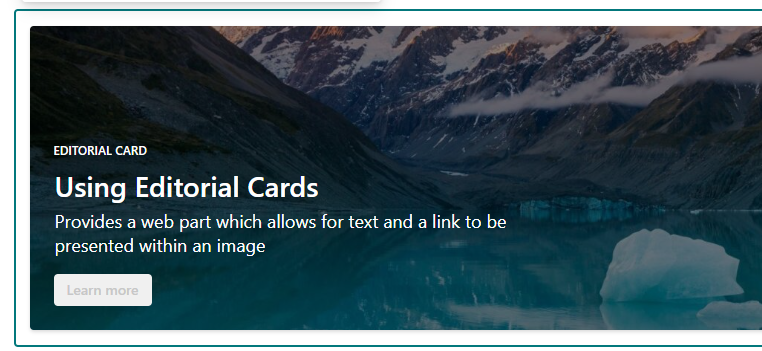 EDITORIAL CARD
Using Editorial Cards
Provides a web part which allows for text and a link to be
presented within an image
Learn more